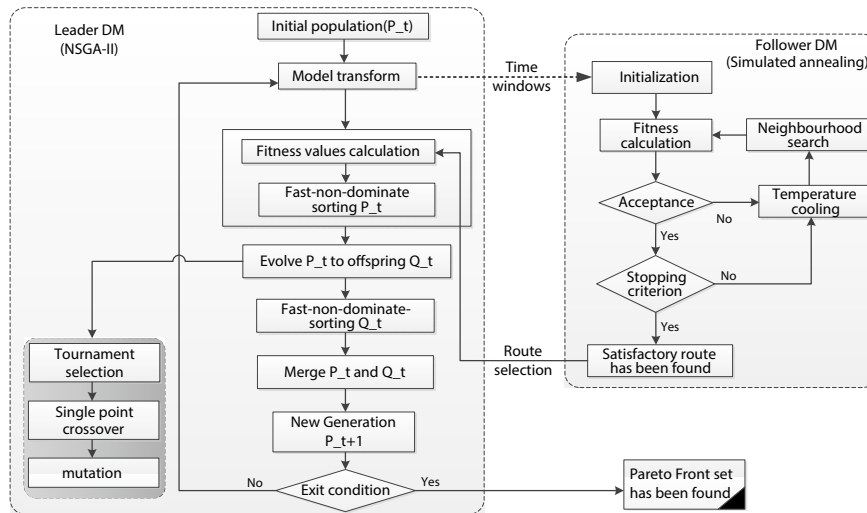 Leader DM
(NSGA-II)
Initial population(P_t)
Model transform
Time
windows
Fitness values calculation
Fast-non-dominate
sorting P_t
Evolve P_t to offspring Q_t
Fast-non-dominate-
sorting Q_t
Merge P_t and Q_t
New Generation
P_t+1
Exit condition
No
Yes
Tournament
selection
Single point
crossover
mutation
Route
selection
Follower DM
(Simulated annealing)
Initialization
Fitness
calculation
Neighbourhood
search
Acceptance
No
Temperature
cooling
Yes
Stopping
criterion
No
Yes
Satisfactory route
has been found
Pareto Front set
has been found